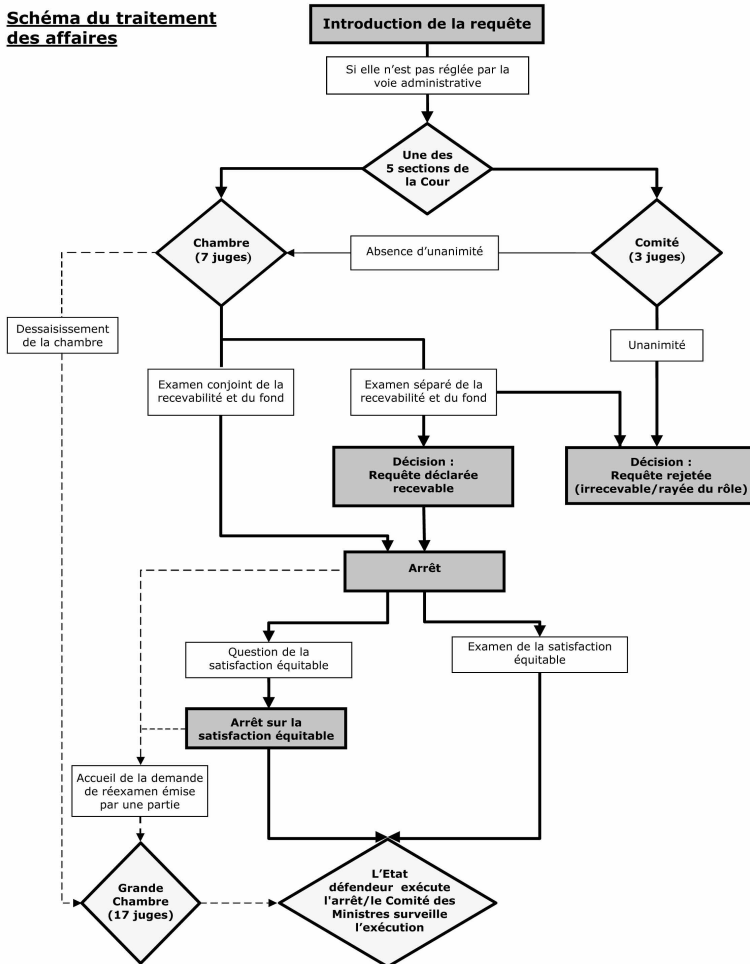 Schéma du traitement
des affaires
Introduction de la requête
Si elle n'est pas réglée par la
voie administrative
Une des
5 sections de
la Cour
Chambre
(7 juges)
Absence d'unanimité
Comité
(3 juges)
Dessaisissement
de la chambre
Unanimité
Examen conjoint de la
recevabilité et du fond
Examen séparé de la
recevabilité et du fond
Décision :
Requête déclarée
recevable
Décision :
Requête rejetée
(irrecevable/rayée du rôle)
Arrêt
Question de la
satisfaction équitable
Examen de la satisfaction
équitable
Arrêt sur la
satisfaction équitable
Accueil de la demande
de réexamen émise
par une partie
Grande
Chambre
(17 juges)
L'Etat
défendeur exécute
l'arrêt/le Comité des
Ministres surveille
l'exécution